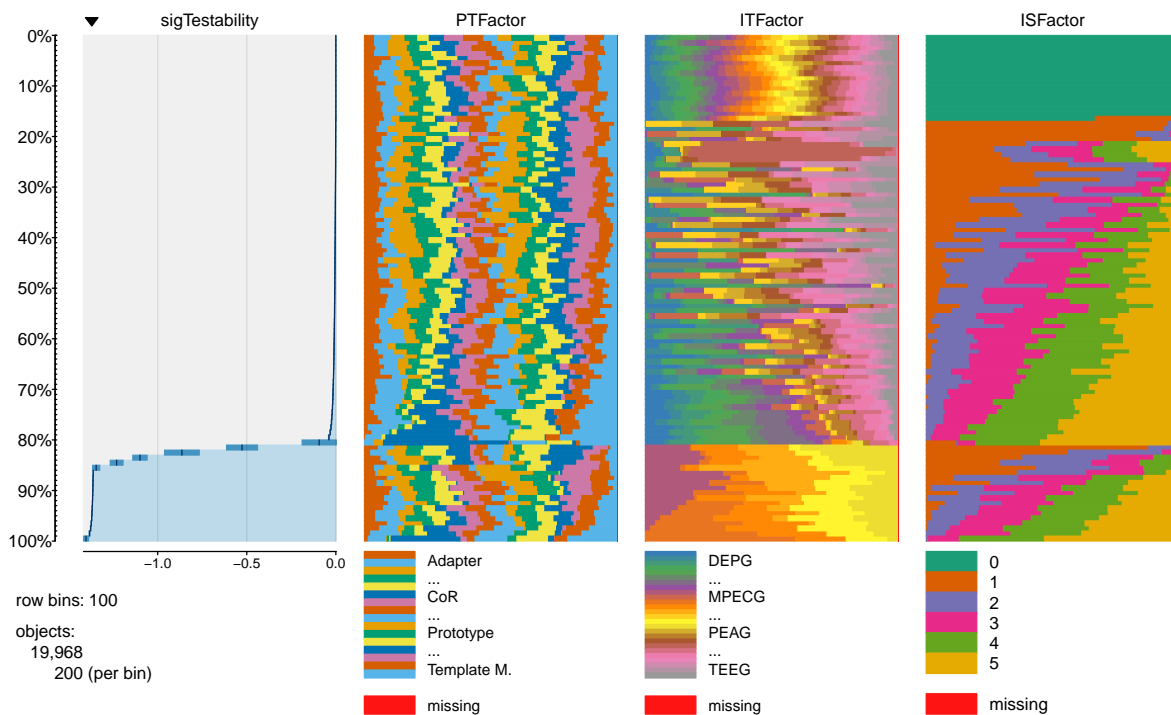 sigTestability
PTFactor
ITFactor
ISFactor
0%
10%
20%
30%
40%
50%
60%
70%
80%
90%
100%
−1.0
−0.5
0.0
row bins: 100
objects:
19,968
200 (per bin)
Adapter
...
CoR
...
Prototype
...
Template M.
missing
DEPG
...
MPECG
...
PEAG
...
TEEG
missing
0
1
2
3
4
5
missing